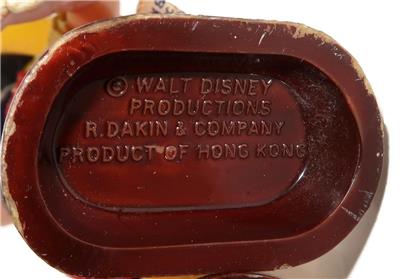 © WALT DISNEY
PRODUCTIONS
R. DAKIN & COMPANY
PRODUCT OF HONG KONG